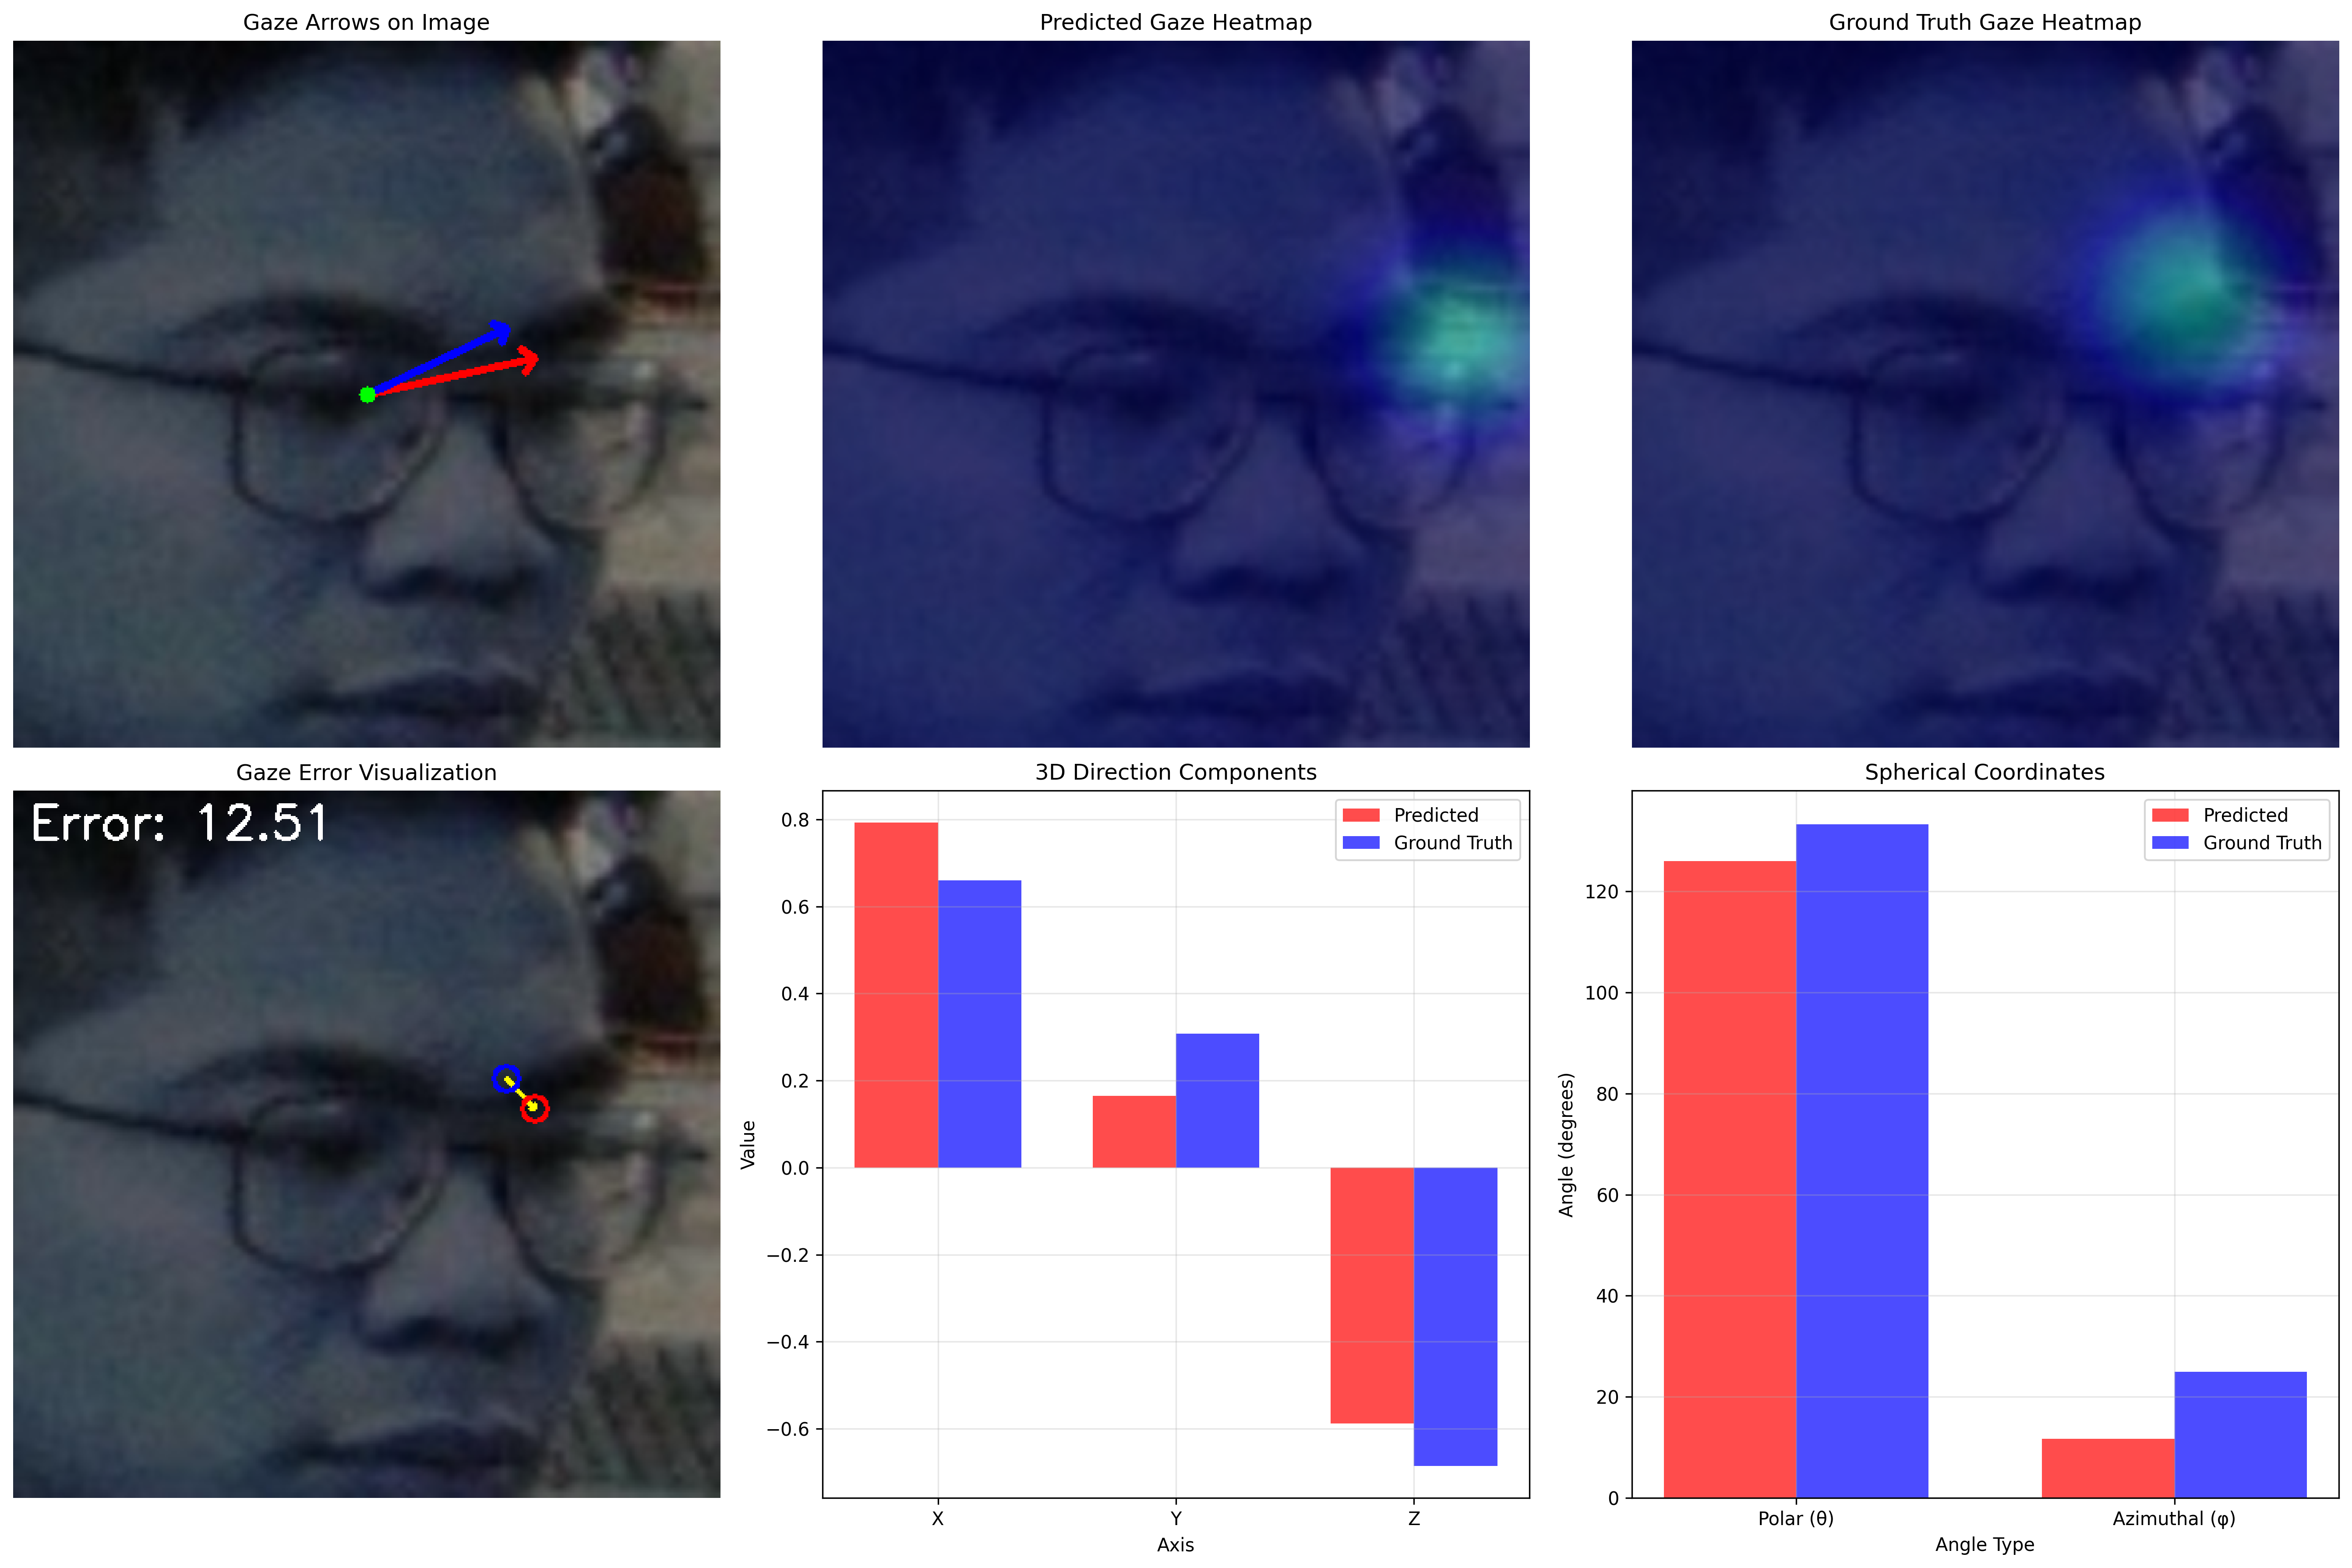 Gaze Arrows on Image
Predicted Gaze Heatmap
Ground Truth Gaze Heatmap
Gaze Error Visualization
Error: 12.51
3D Direction Components
Predicted
Ground Truth
0.8
0.6
0.4
0.2
0.0
−0.2
−0.4
−0.6
Value
X
Y
Z
Axis
Spherical Coordinates
Predicted
Ground Truth
120
100
80
60
40
20
0
Angle (degrees)
Polar (θ)
Azimuthal (φ)
Angle Type